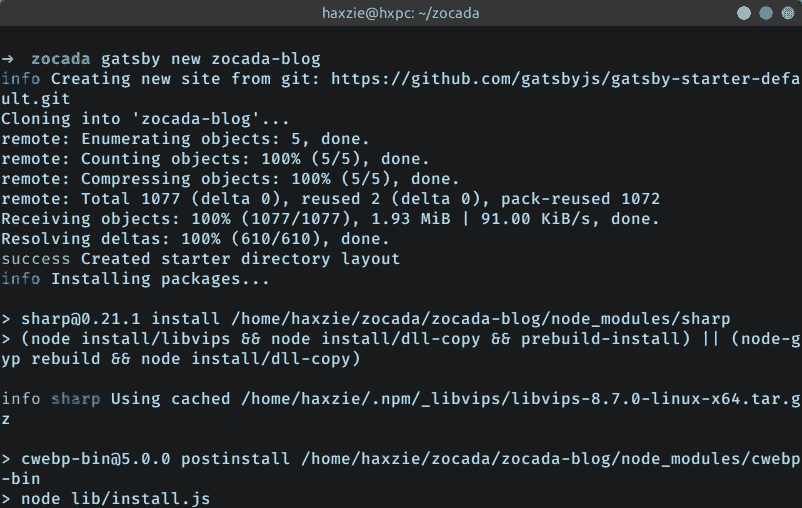 haxzie@hxpc: ~/zocada
→ zocada gatsby new zocada-blog
info Creating new site from git: https://github.com/gatsbyjs/gatsby-starter-defa
ult.git
Cloning into 'zocada-blog'...
remote: Enumerating objects: 5, done.
remote: Counting objects: 100% (5/5), done.
remote: Compressing objects: 100% (5/5), done.
remote: Total 1077 (delta 0), reused 2 (delta 0), pack-reused 1072
Receiving objects: 100% (1077/1077), 1.93 MiB | 91.00 KiB/s, done.
Resolving deltas: 100% (610/610), done.
success Created starter directory layout
info Installing packages...
> sharp@0.21.1 install /home/haxzie/zocada/zocada-blog/node_modules/sharp
> (node install/libvips && node install/dll-copy && prebuild-install) || (node-g
yp rebuild && node install/dll-copy)
info sharp Using cached /home/haxzie/.npm/_libvips/libvips-8.7.0-linux-x64.tar.g
z
> cwebp-bin@5.0.0 postinstall /home/haxzie/zocada/zocada-blog/node_modules/cwebp
-bin
> node lib/install.js